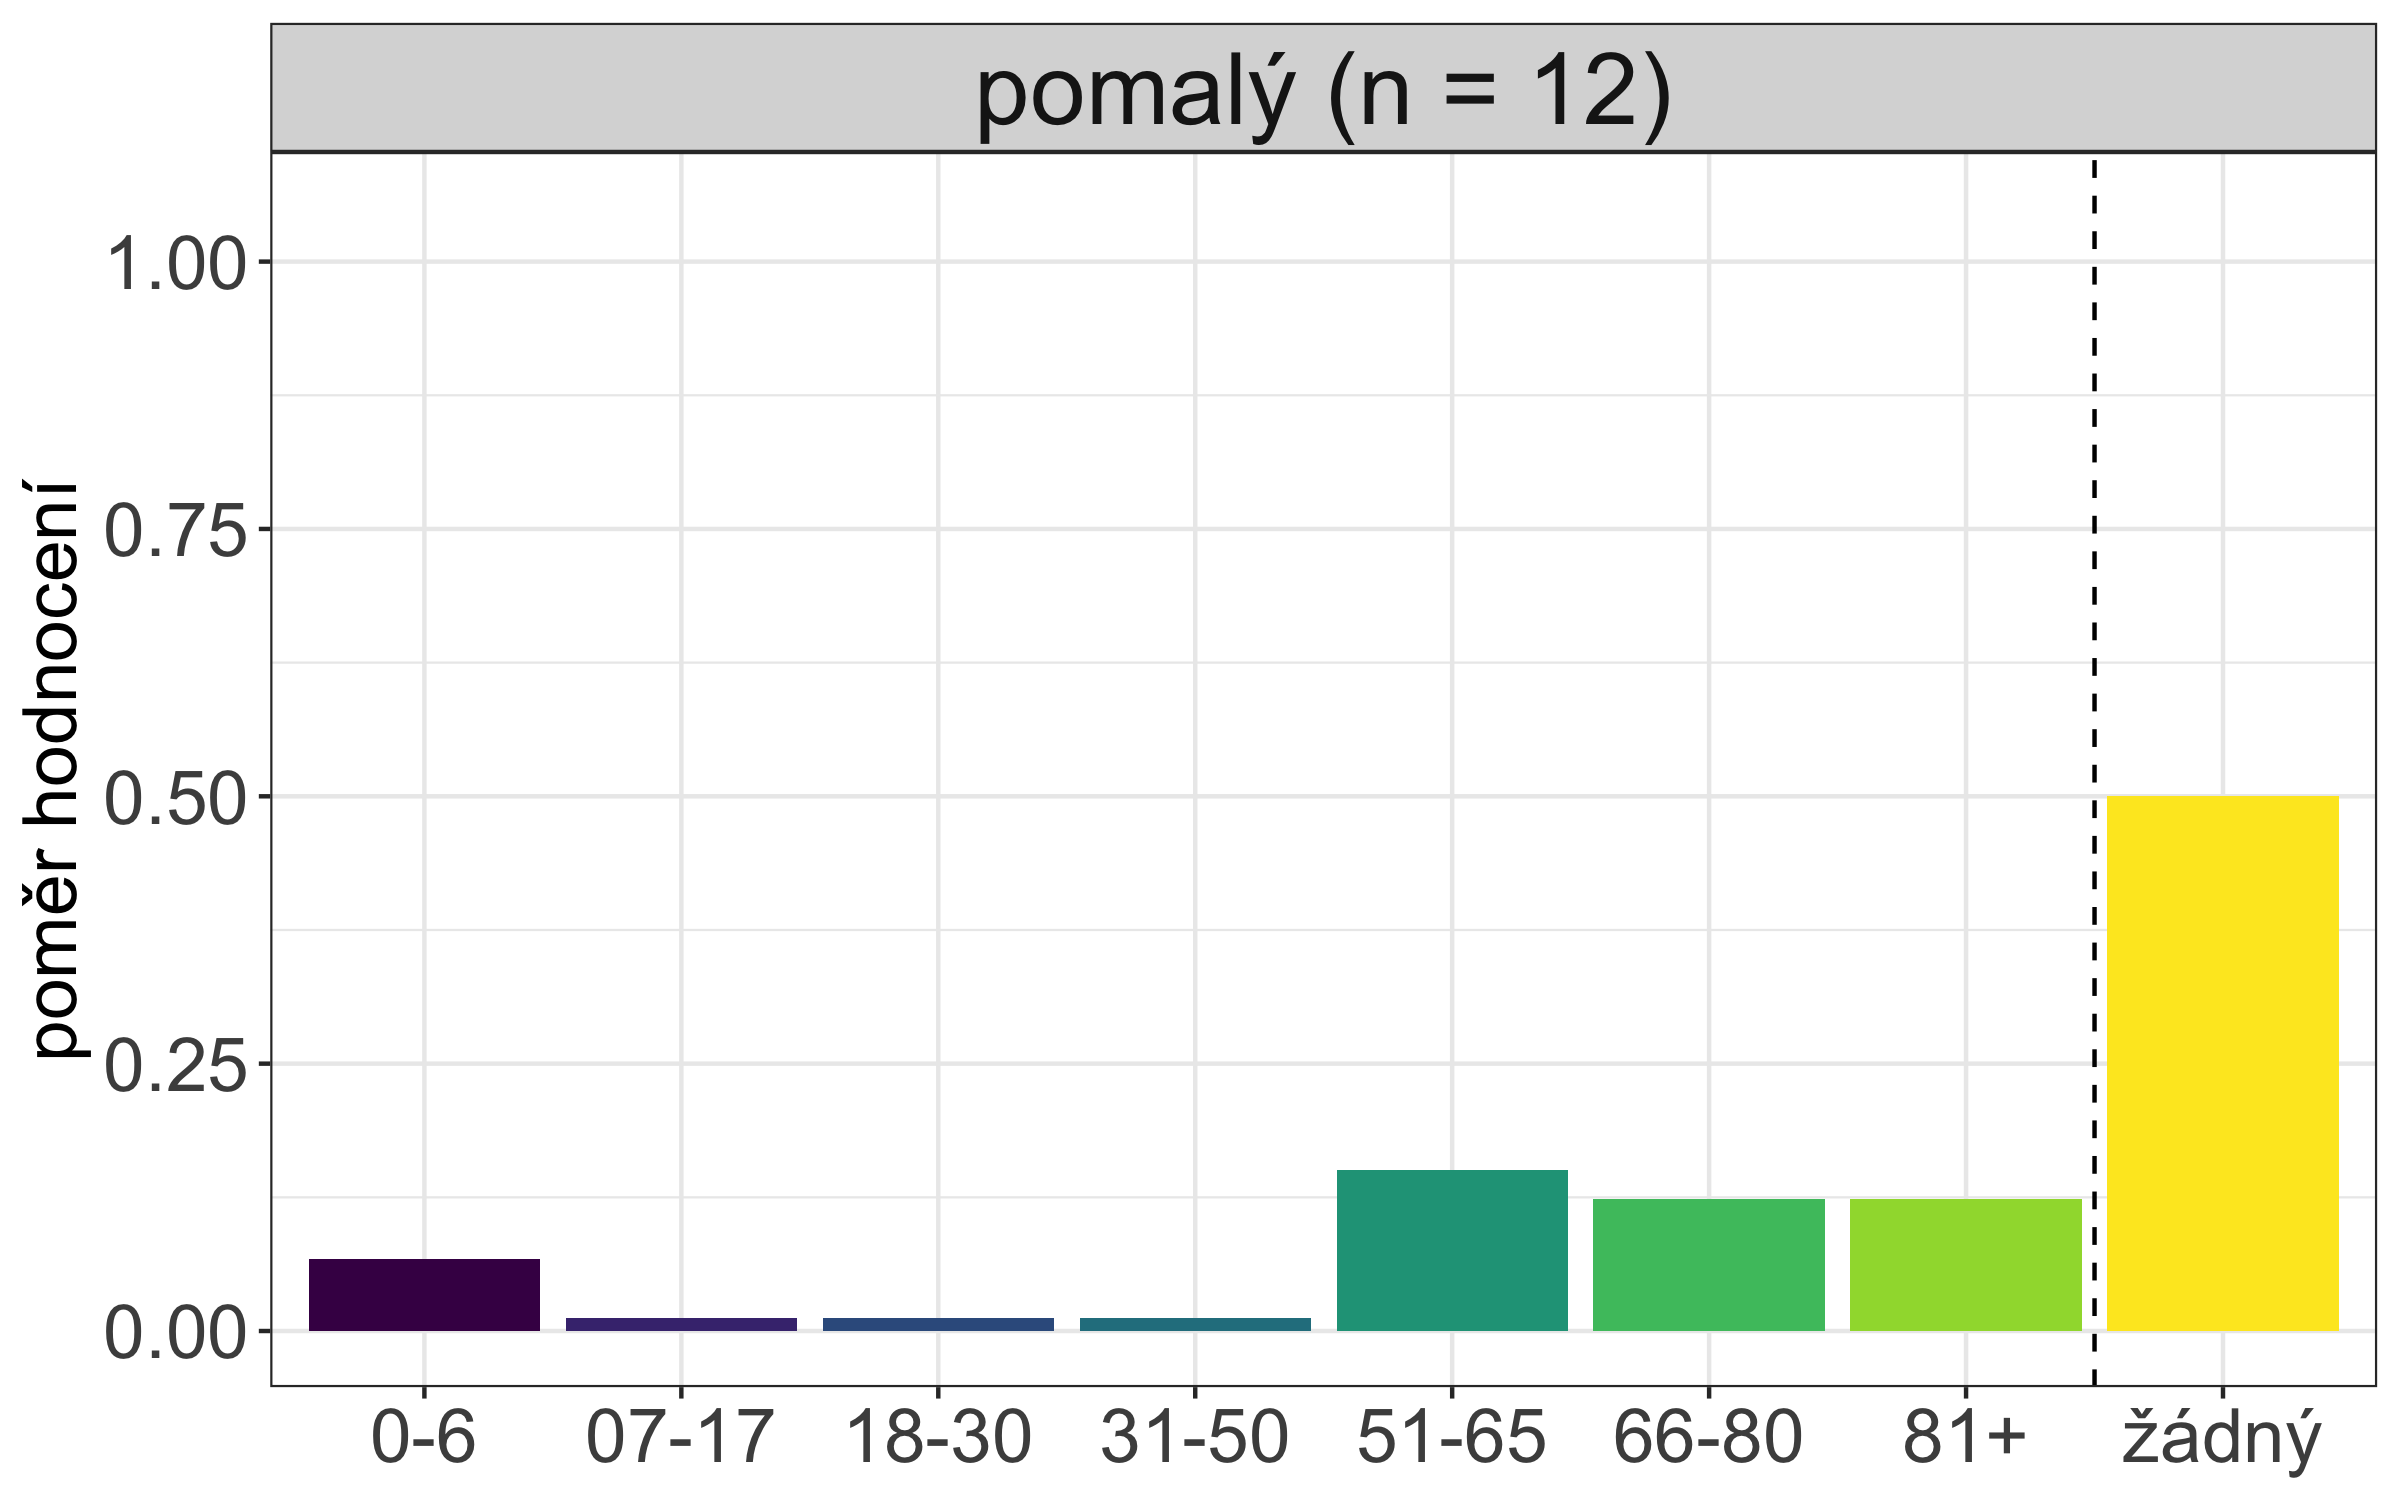 pomalý (n = 12)
poměr hodnocení
1.00
0.75
0.50
0.25
0.00
0-6 07-17 18-30 31-50 51-65 66-80 81+ žádný